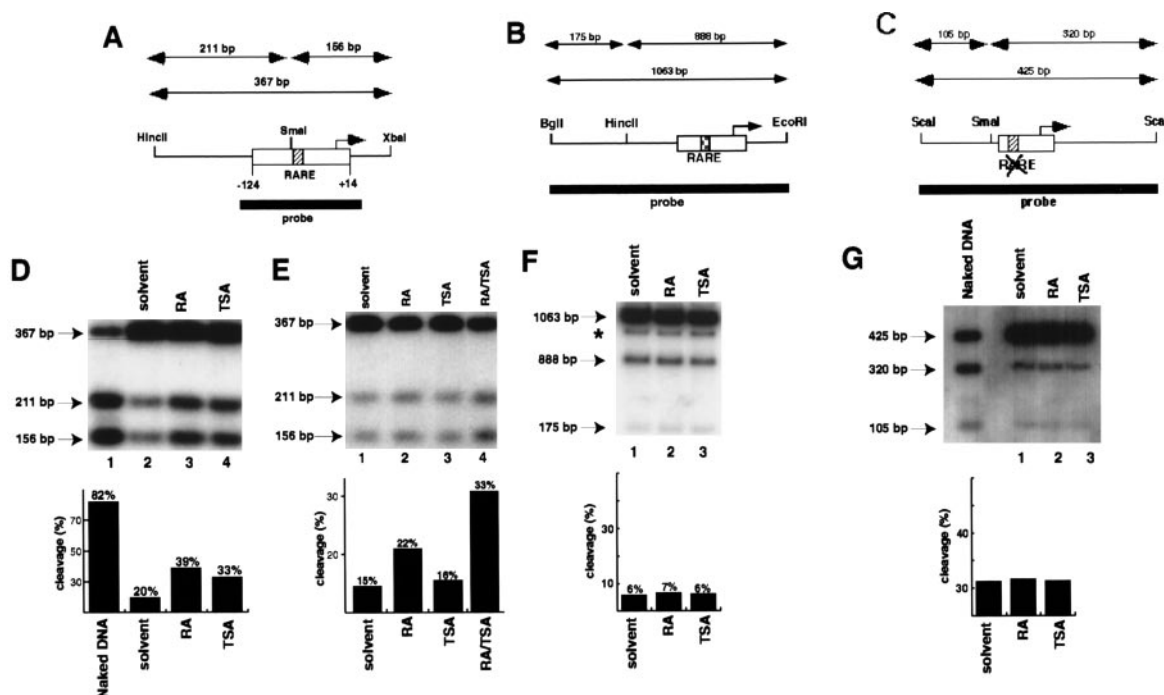 A
211 bp
156 bp
367 bp
HincII
SmaI
XbaI
RARE
-124
+14
probe
B
175 bp
888 bp
1063 bp
BglI
HincII
EcoRI
RARE
probe
C
105 bp
320 bp
425 bp
ScaI
SmaI
Sca
RARE
probe
D
solvent
RA
TSA
367 bp
211 bp
156 bp
1
2
3
4
cleavage (%)
70
50
30
82%
20%
39%
33%
Naked DNA
solvent
RA
TSA
E
solvent
RA
TSA
RA/TSA
367 bp
211 bp
156 bp
1
2
3
4
cleavage (%)
30
20
15%
22%
16%
33%
solvent
RA
TSA
RA/TSA
F
solvent
RA
TSA
1063 bp
*
888 bp
175 bp
1
2
3
cleavage (%)
50
30
10
6%
7%
6%
solvent
RA
TSA
G
Naked DNA
solvent
RA
TSA
425 bp
320 bp
105 bp
1
2
3
cleavage (%)
50
30
solvent
RA
TSA